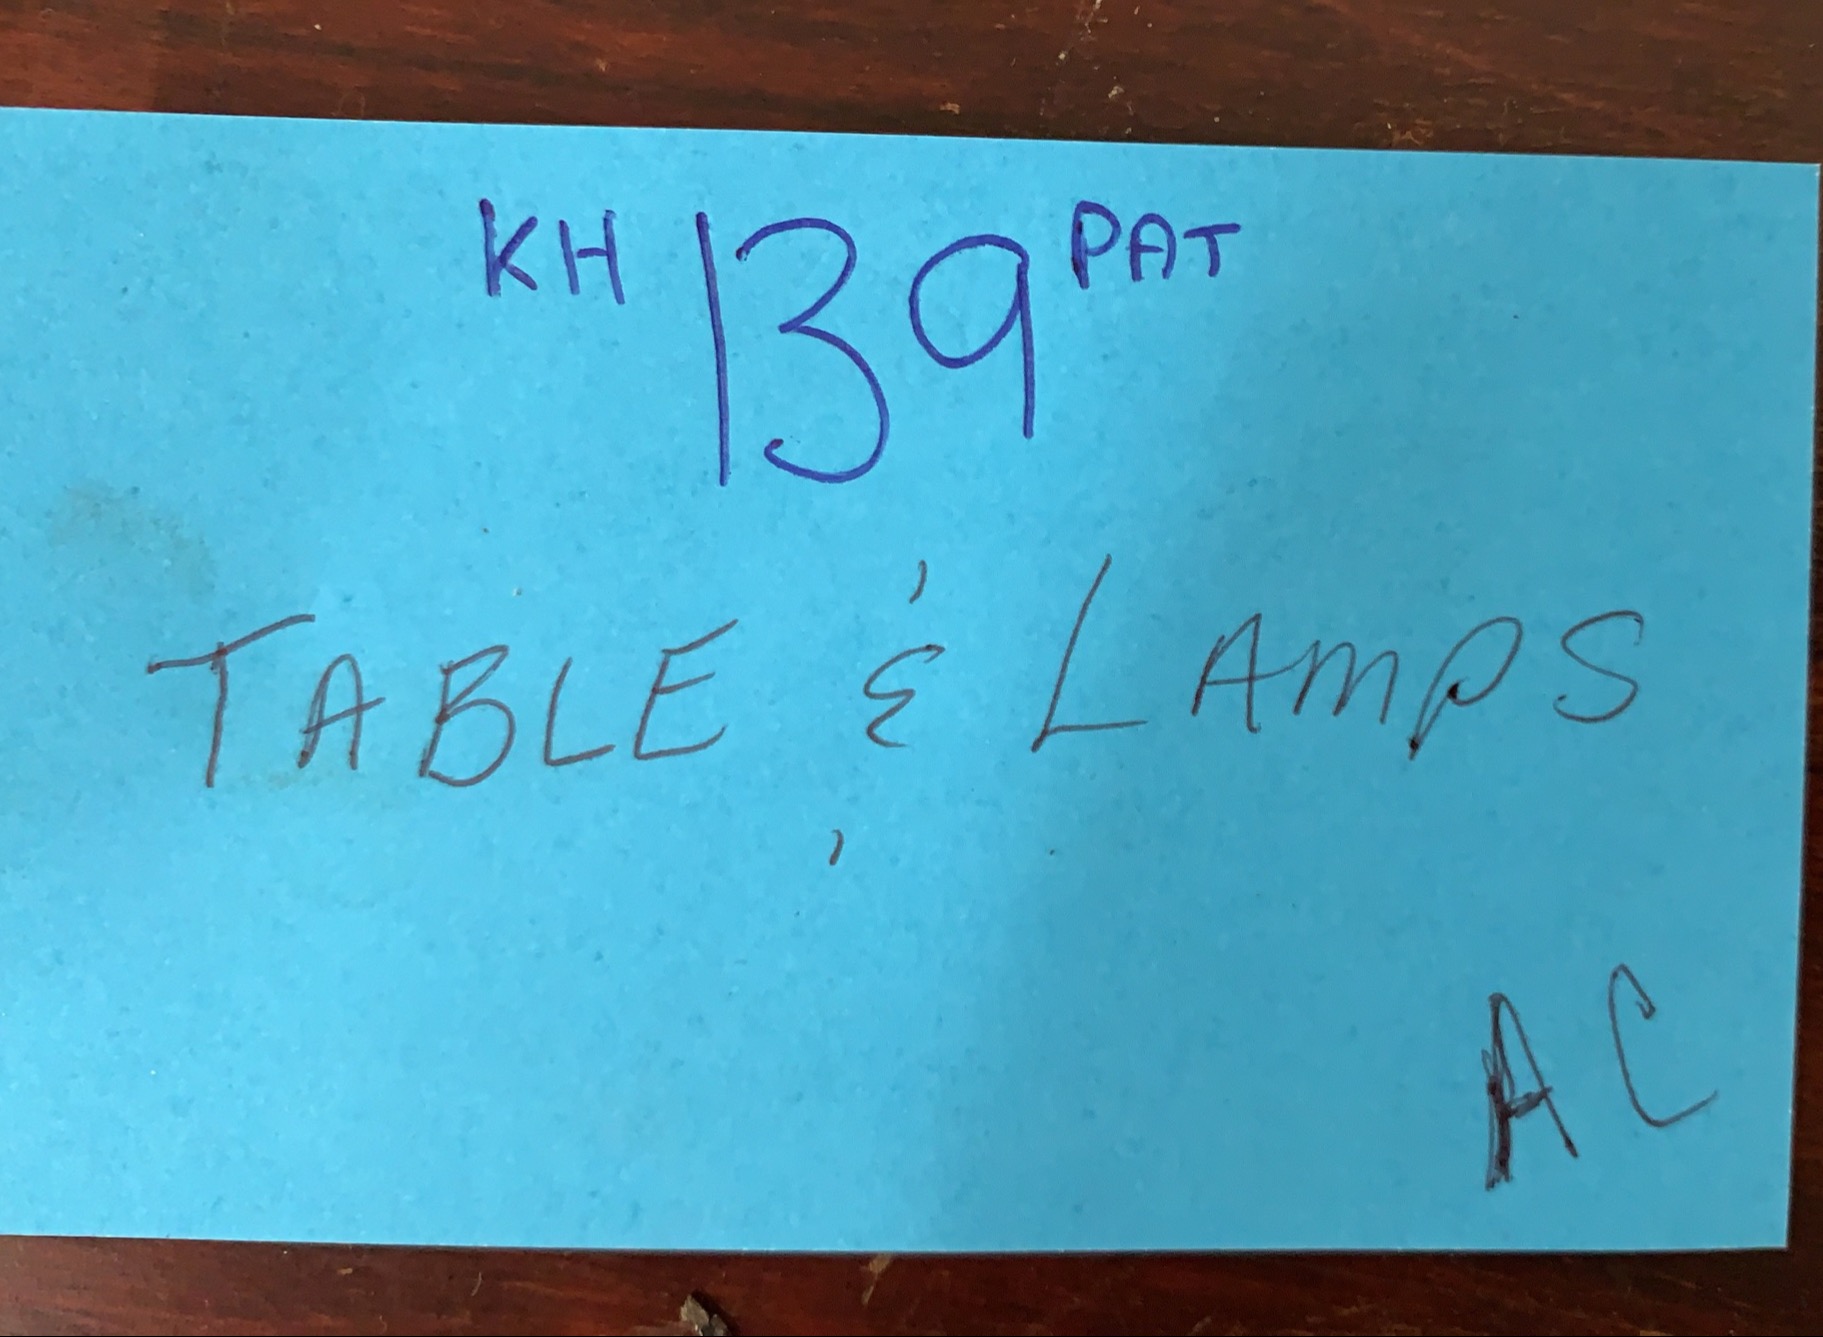 KH 139 PAT
TABLE & LAMPS
AC